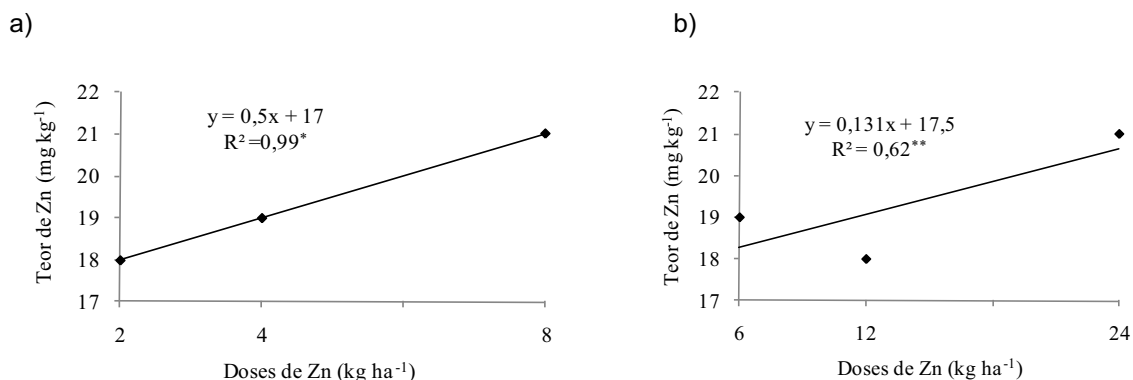 a)
y = 0,5x + 17
R² =0,99*
Teor de Zn (mg kg⁻¹)
22
21
20
19
18
17
2
4
8
Doses de Zn (kg ha⁻¹)
b)
y = 0,131x + 17,5
R² = 0,62**
Teor de Zn (mg kg⁻¹)
22
21
20
19
18
17
6
12
24
Doses de Zn (kg ha⁻¹)